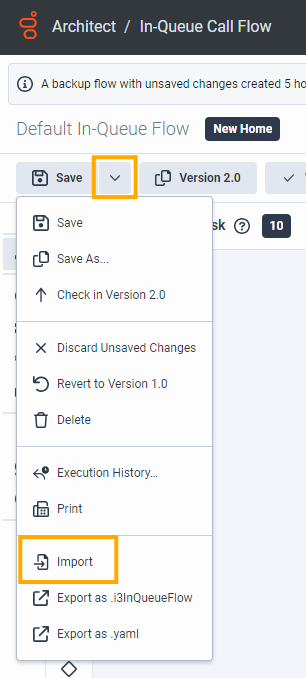 Architect / In-Queue Call Flow
A backup flow with unsaved changes created 5 ho
Default In-Queue Flow New Home
Save Version 2.0
Save
sk 10
Save As...
Check in Version 2.0
Discard Unsaved Changes
Revert to Version 1.0
Delete
Execution History...
Print
Import
Export as .i3InQueueFlow
Export as .yaml